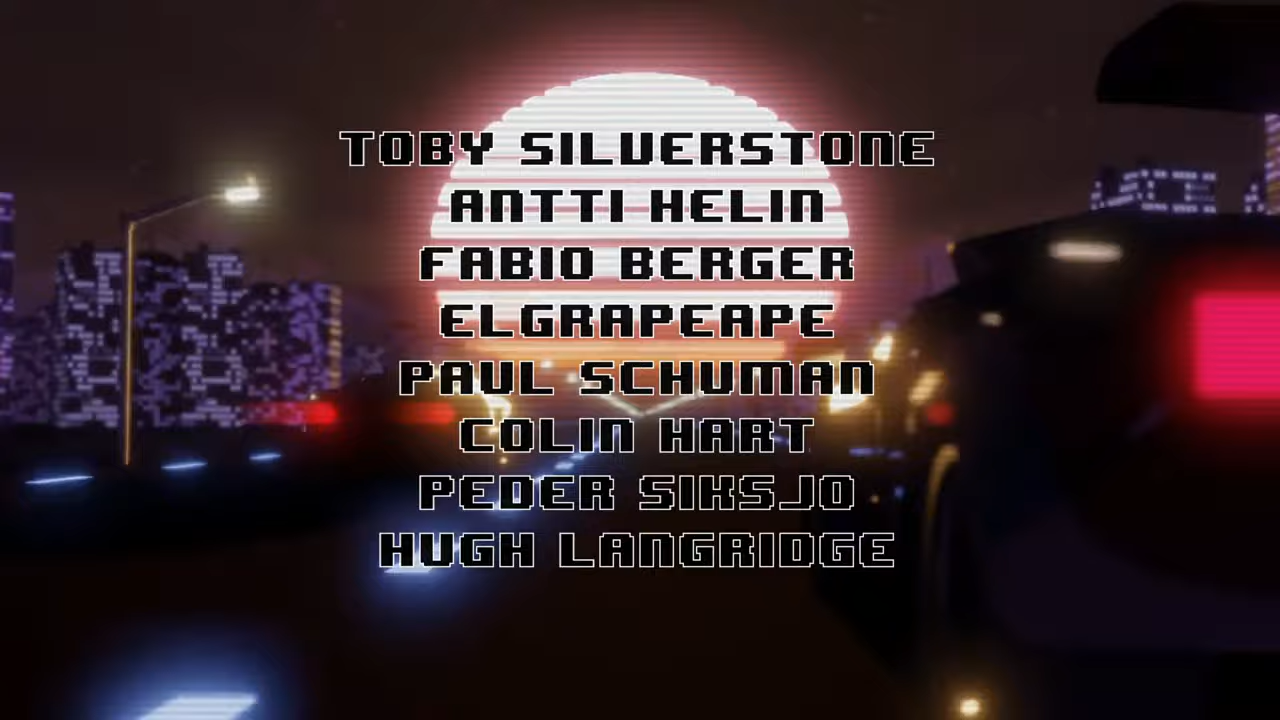 TOBY SILVERSTONE
ANTTI HELIN
FABIO BERGER
ELGRAPEAPE
PAUL SCHUMAN
COLIN HART
PEDER SIKSJO
HUGH LANGRIDGE